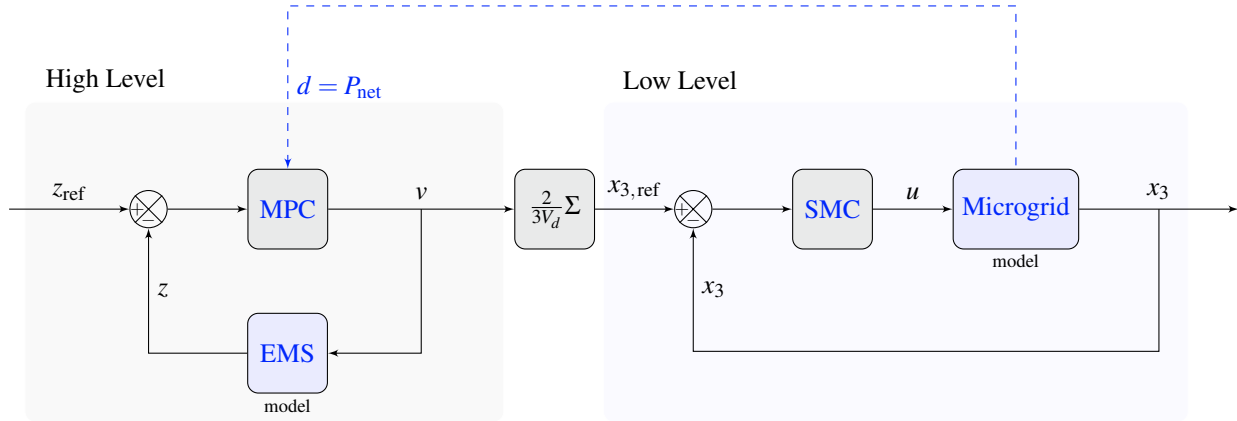 High Level
Low Level
d = P_net
z_ref
+
−
MPC
v
2/(3V_d) Σ
x_3,ref
+
−
SMC
u
Microgrid
model
x_3
z
x_3
EMS
model